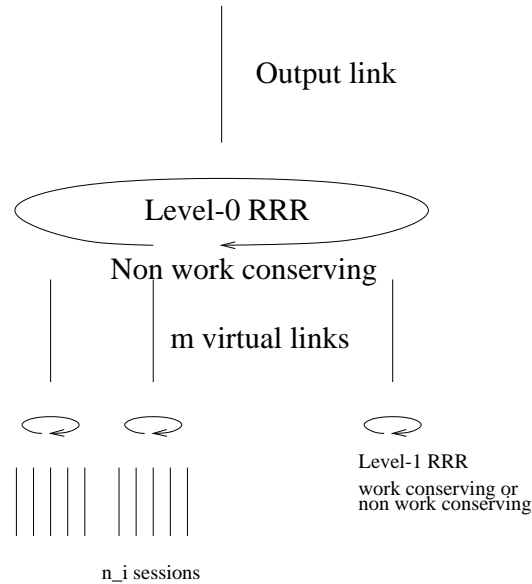 Output link
Level-0 RRR
Non work conserving
m virtual links
Level-1 RRR
work conserving or
non work conserving
n_i sessions